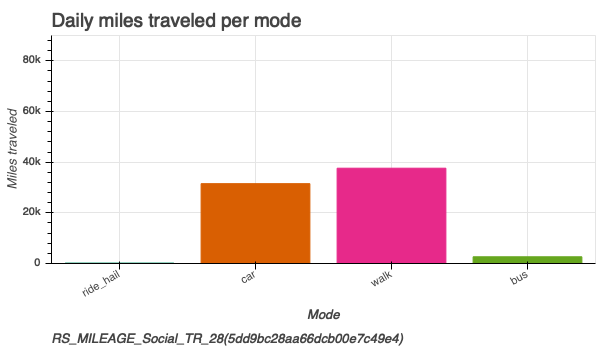 Daily miles traveled per mode
Miles traveled
80k
60k
40k
20k
0
ride_hail
car
walk
bus
Mode
RS_MILEAGE_Social_TR_28(5dd9bc28aa66dcb00e7c49e4)